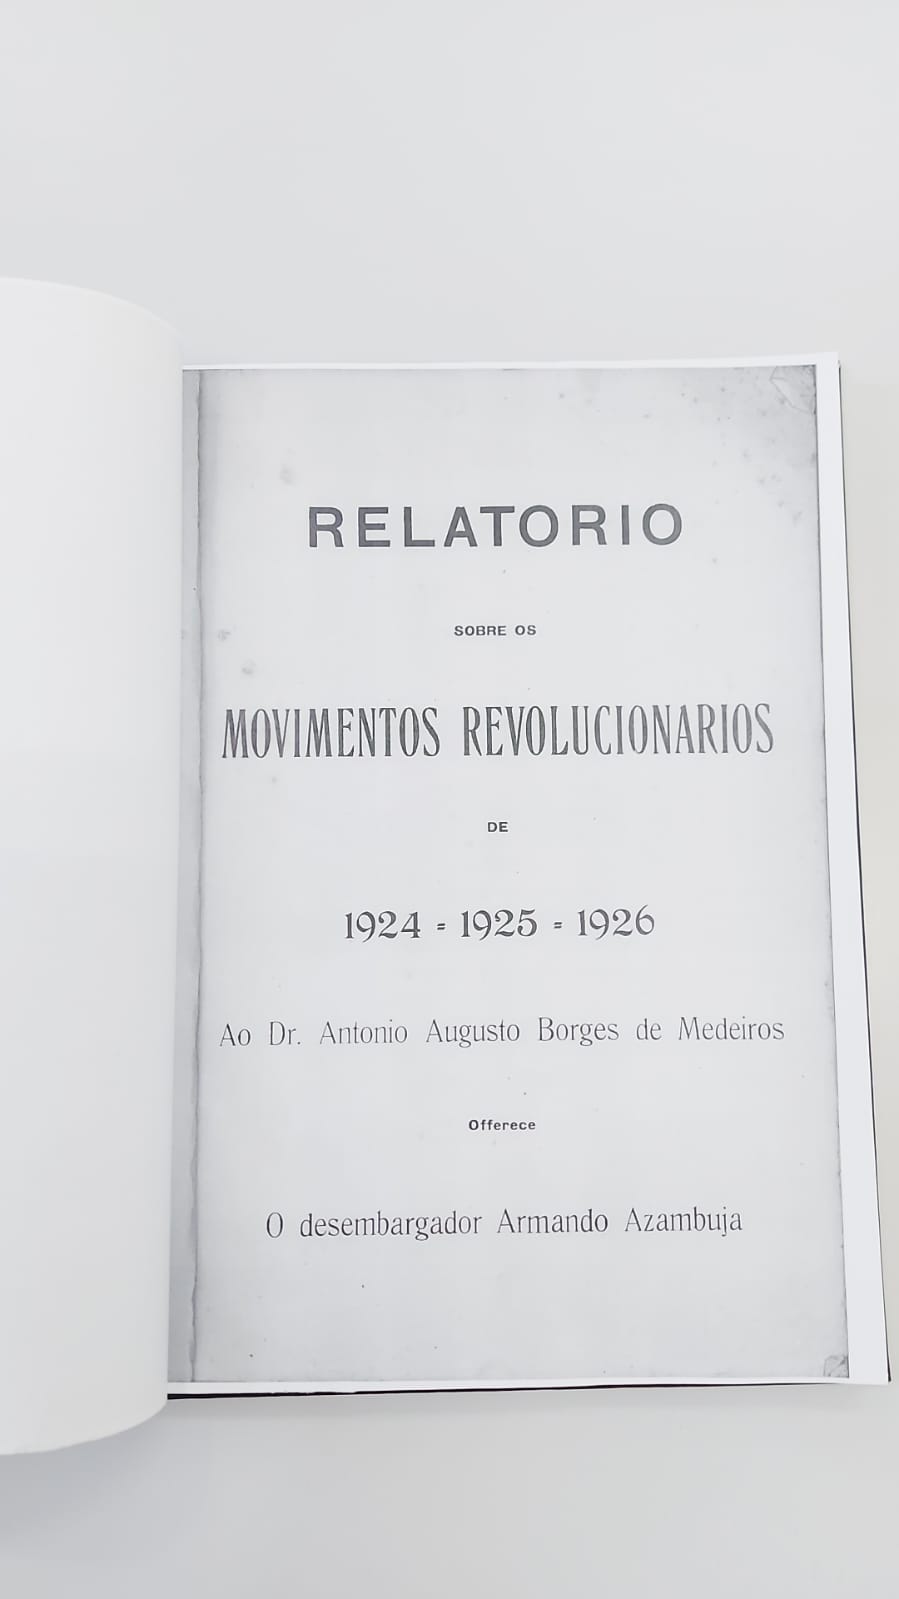 RELATORIO
SOBRE OS
MOVIMENTOS REVOLUCIONARIOS
DE
1924 = 1925 = 1926
Ao Dr. Antonio Augusto Borges de Medeiros
Offerece
O desembargador Armando Azambuja